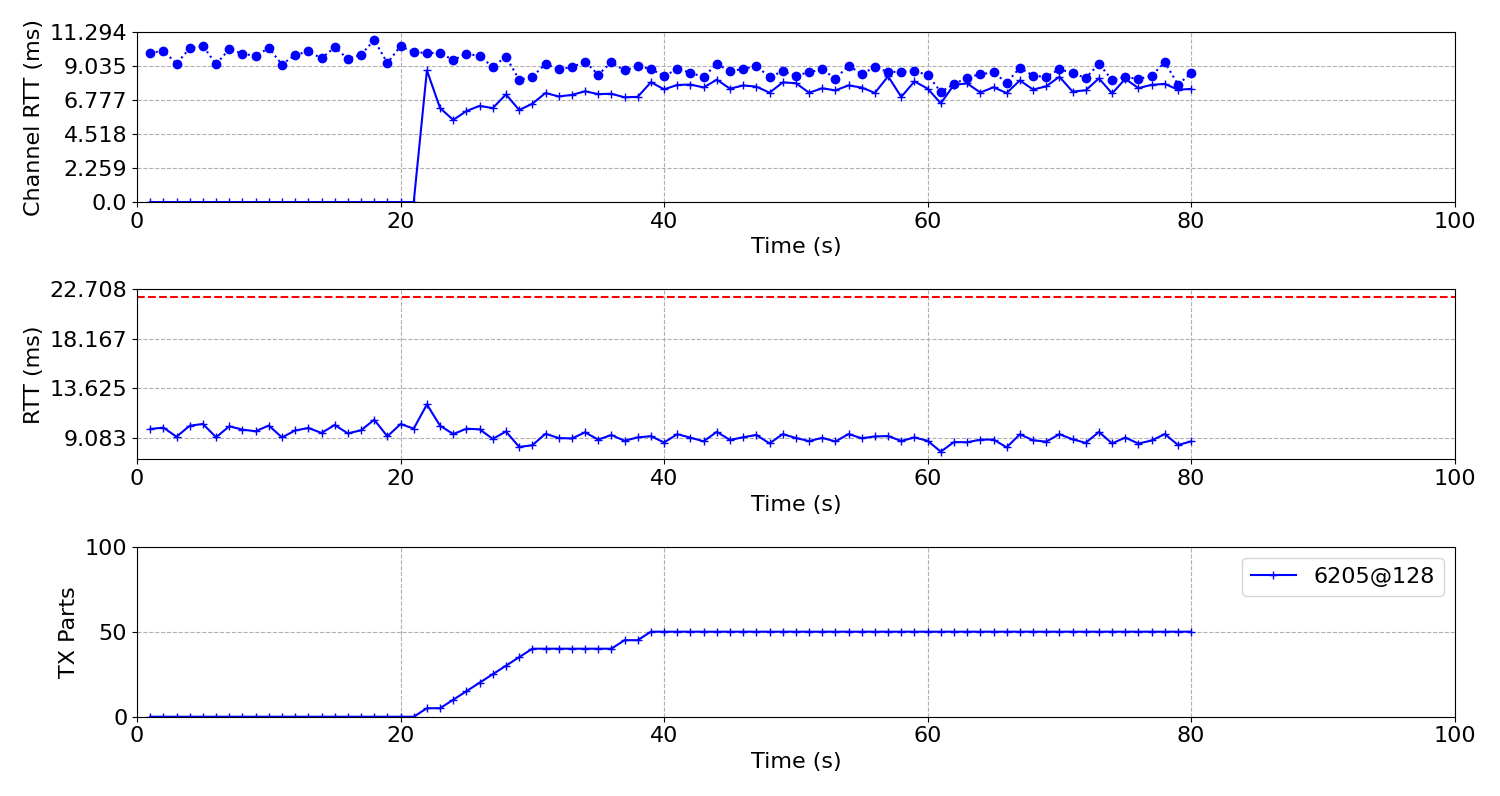 Channel RTT (ms)
11.294
9.035
6.777
4.518
2.259
0.0
0 20 40 60 80 100
Time (s)
RTT (ms)
22.708
18.167
13.625
9.083
0 20 40 60 80 100
Time (s)
TX Parts
100
50
0
6205@128
0 20 40 60 80 100
Time (s)